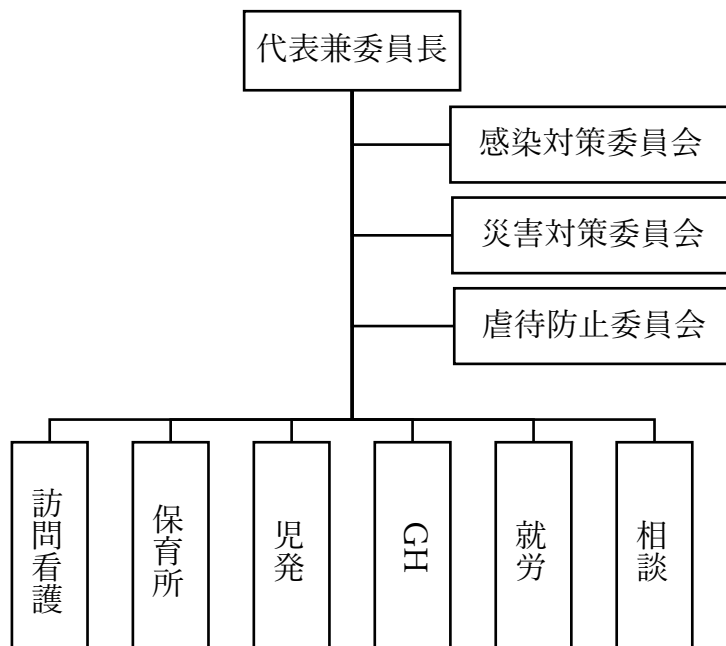 代表兼委員長
感染対策委員会
災害対策委員会
虐待防止委員会
訪問看護
保育所
児発
GH
就労
相談